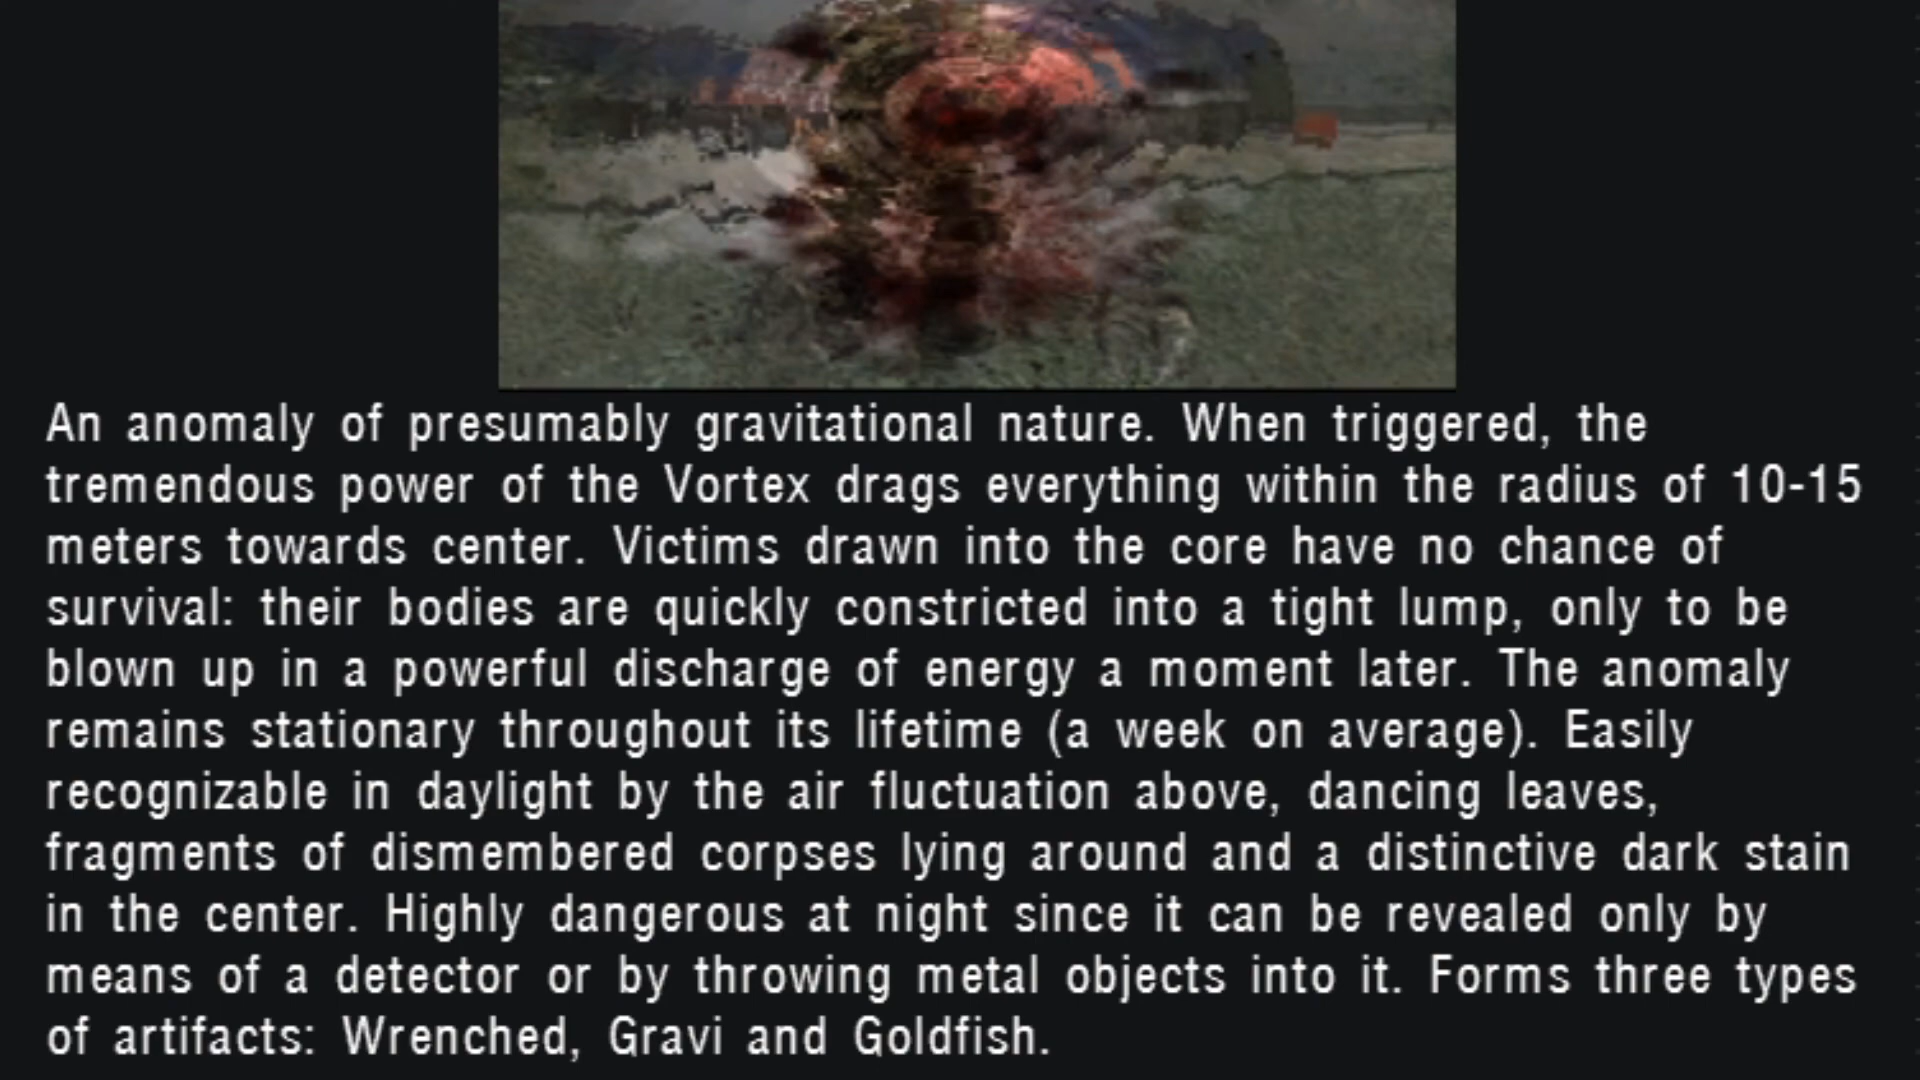 An anomaly of presumably gravitational nature. When triggered, the
tremendous power of the Vortex drags everything within the radius of 10-15
meters towards center. Victims drawn into the core have no chance of
survival: their bodies are quickly constricted into a tight lump, only to be
blown up in a powerful discharge of energy a moment later. The anomaly
remains stationary throughout its lifetime (a week on average). Easily
recognizable in daylight by the air fluctuation above, dancing leaves,
fragments of dismembered corpses lying around and a distinctive dark stain
in the center. Highly dangerous at night since it can be revealed only by
means of a detector or by throwing metal objects into it. Forms three types
of artifacts: Wrenched, Gravi and Goldfish.